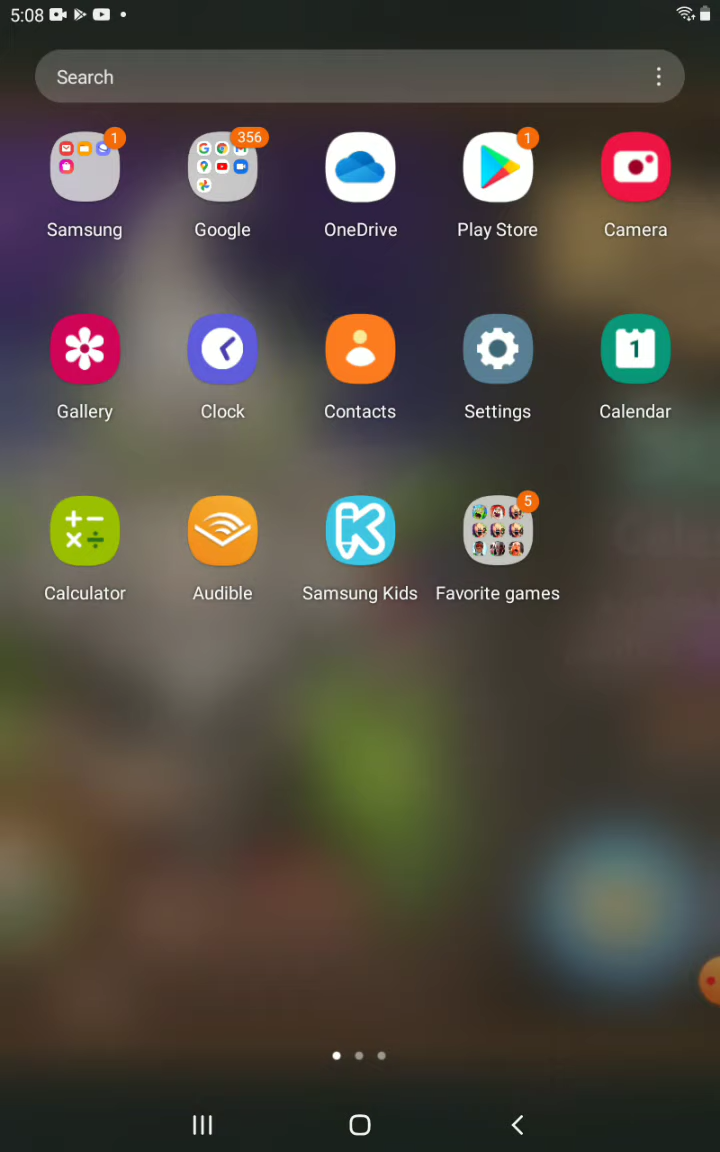 5:08
Search
1
356
1
Samsung
Google
OneDrive
Play Store
Camera
1
Gallery
Clock
Contacts
Settings
Calendar
5
Calculator
Audible
Samsung Kids
Favorite games